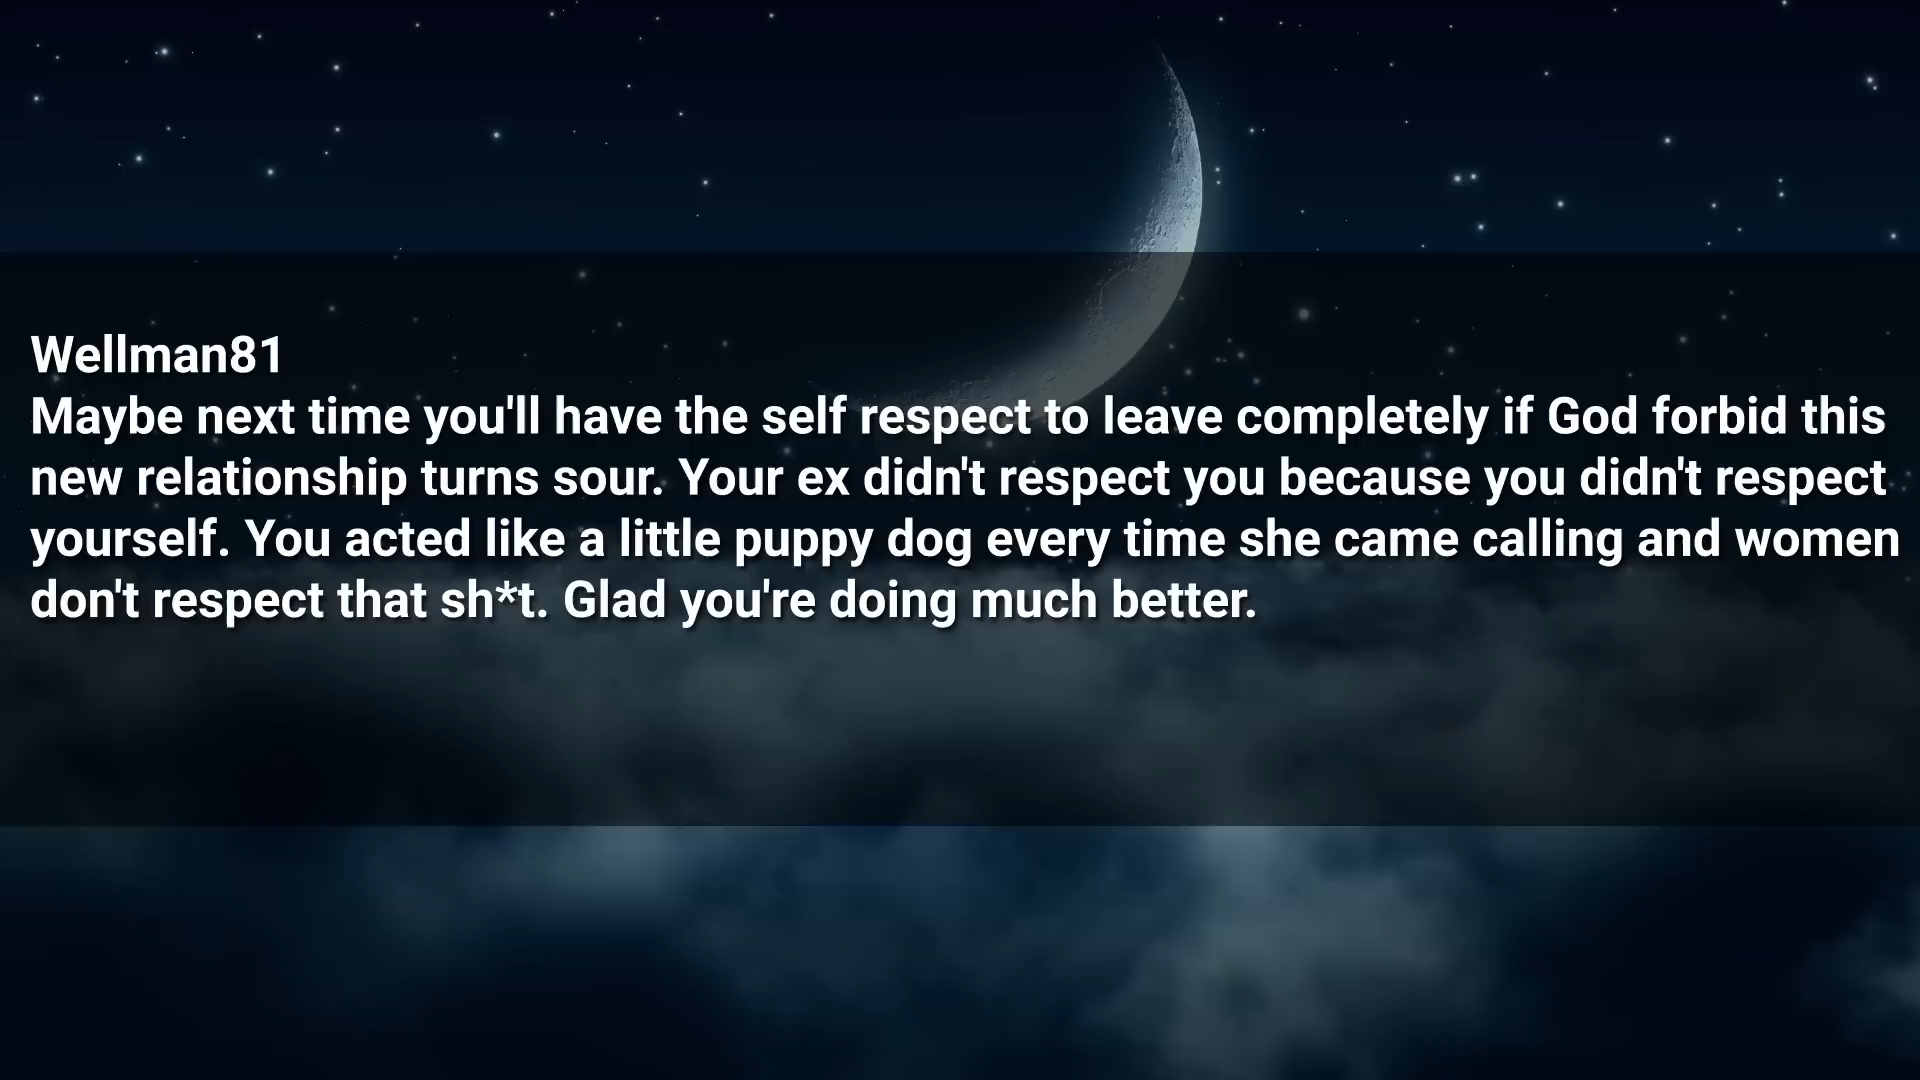 Wellman81
Maybe next time you'll have the self respect to leave completely if God forbid this
new relationship turns sour. Your ex didn't respect you because you didn't respect
yourself. You acted like a little puppy dog every time she came calling and women
don't respect that sh*t. Glad you're doing much better.